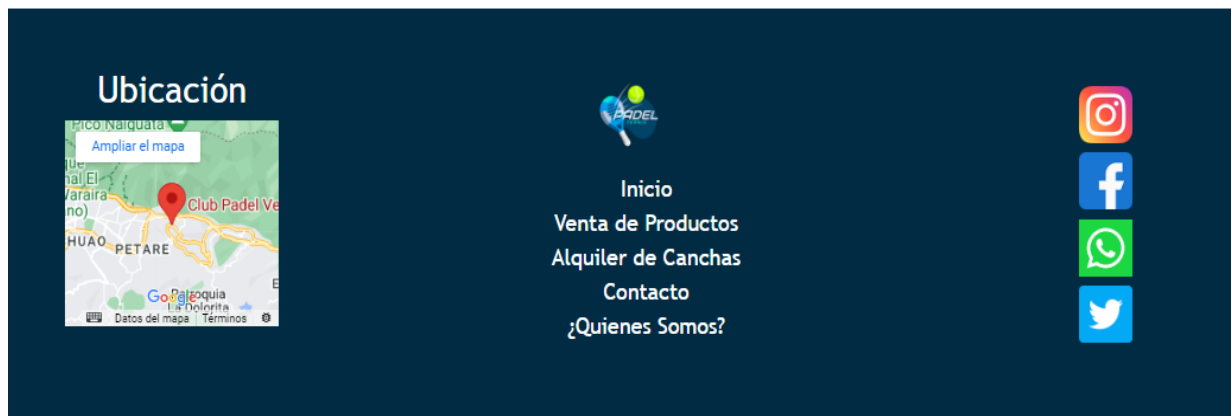 Ubicación
Pico Naiguatá
Ampliar el mapa
Club Padel Ve
PETARE
Google
Datos del mapa Términos
PADEL
Inicio
Venta de Productos
Alquiler de Canchas
Contacto
¿Quienes Somos?